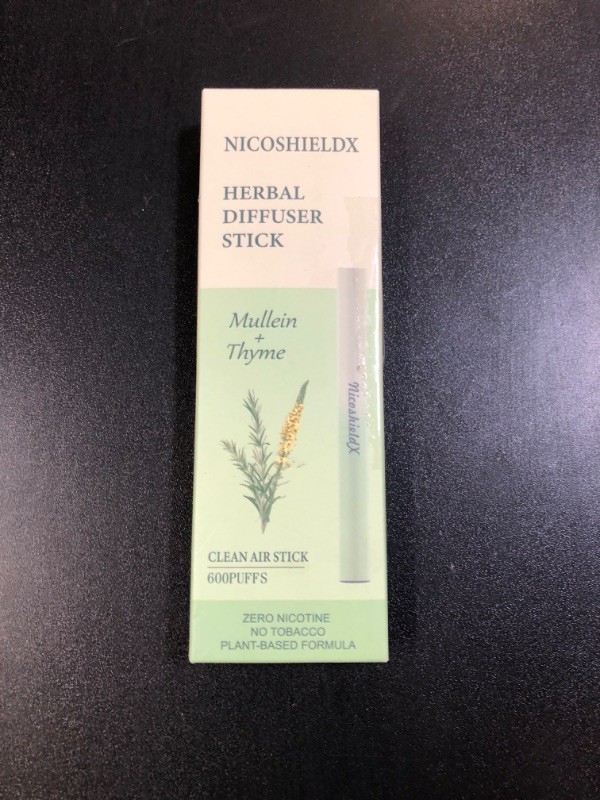 NICOSHIELDX
HERBAL
DIFFUSER
STICK
Mullein
+
Thyme
NicoshieldX
CLEAN AIR STICK
600PUFFS
ZERO NICOTINE
NO TOBACCO
PLANT-BASED FORMULA